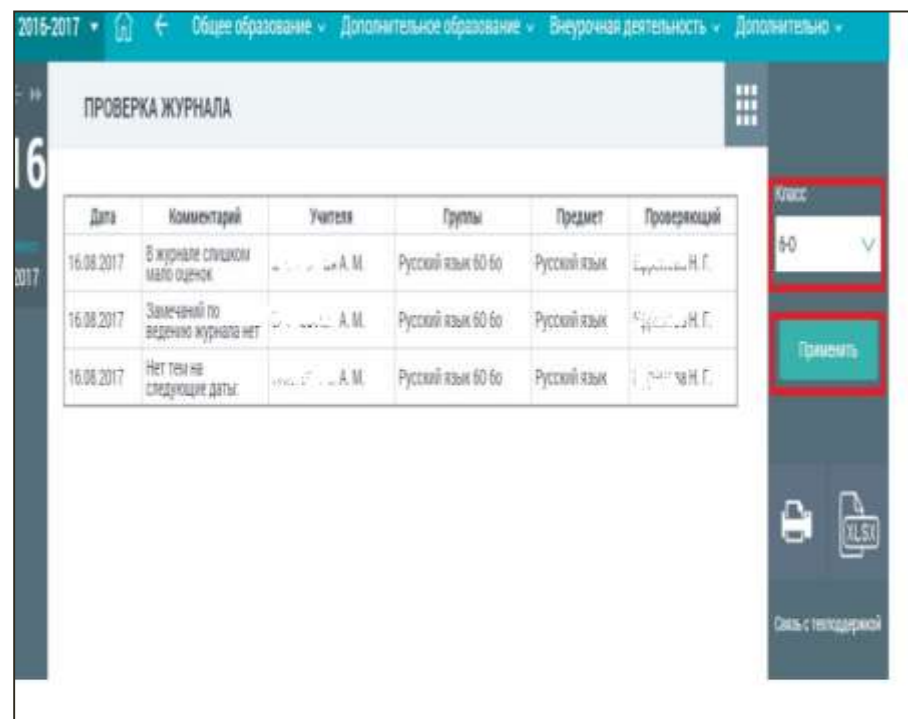 2016-2017 Общее образование Дополнительное образование Внеурочная деятельность Дополнительно
16
2017
ПРОВЕРКА ЖУРНАЛА
Дата Комментарий Учителя Группы Предмет Проверяющий
16.08.2017 В журнале слишком А. М. Русский язык 6О 6о Русский язык Н. Г.
мало оценок
16.08.2017 Замечаний по А. М. Русский язык 6О 6о Русский язык Н. Г.
ведению журнала нет
16.08.2017 Нет тем на А. М. Русский язык 6О 6о Русский язык Н. Г.
следующие даты:
Класс
6-О
Применить
XLSX
Связь с техподдержкой